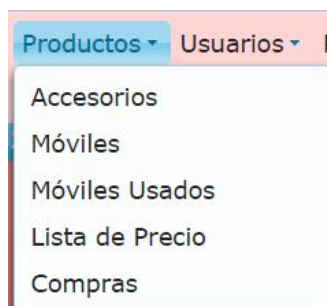 Productos Usuarios
Accesorios
Móviles
Móviles Usados
Lista de Precio
Compras